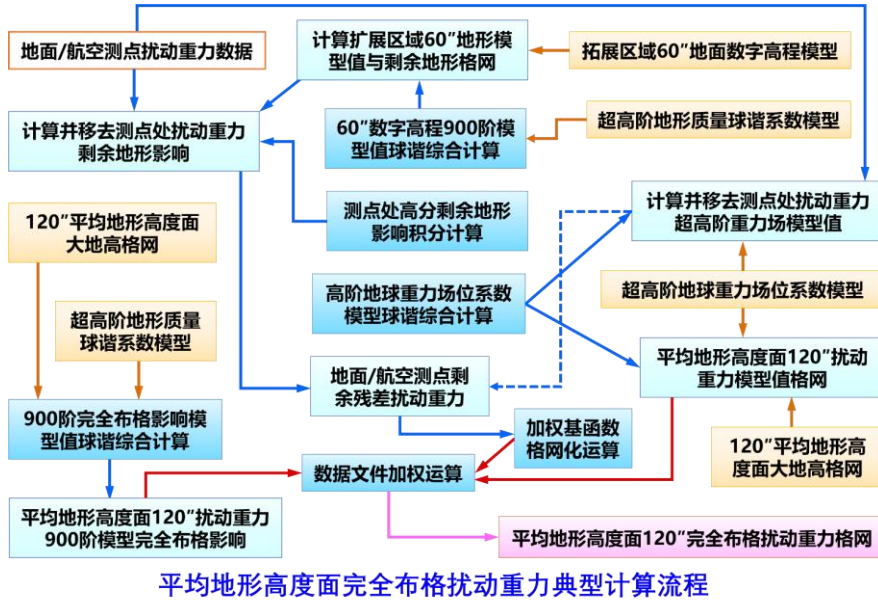 地面/航空测点扰动重力数据
计算扩展区域60″地形模
型值与剩余地形格网
拓展区域60″地面数字高程模型
计算并移去测点处扰动重力
剩余地形影响
60″数字高程900阶模
型值球谐综合计算
超高阶地形质量球谐系数模型
测点处高分剩余地形
影响积分计算
计算并移去测点处扰动重力
超高阶重力场模型值
120″平均地形高度面
大地高格网
高阶地球重力场位系数
模型球谐综合计算
超高阶地球重力场位系数模型
超高阶地形质量
球谐系数模型
地面/航空测点剩
余残差扰动重力
平均地形高度面120″扰动
重力模型值格网
900阶完全布格影响模
型值球谐综合计算
加权基函数
格网化运算
120″平均地形高
度面大地高格网
数据文件加权运算
平均地形高度面120″扰动重力
900阶模型完全布格影响
平均地形高度面120″完全布格扰动重力格网
平均地形高度面完全布格扰动重力典型计算流程